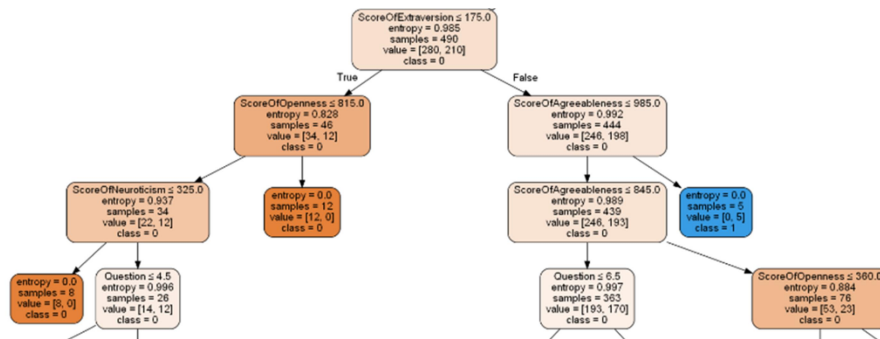 ScoreOfExtraversion ≤ 175.0
entropy = 0.985
samples = 490
value = [280, 210]
class = 0
True
False
ScoreOfOpenness ≤ 815.0
entropy = 0.828
samples = 46
value = [34, 12]
class = 0
ScoreOfAgreeableness ≤ 985.0
entropy = 0.992
samples = 444
value = [246, 198]
class = 0
ScoreOfNeuroticism ≤ 325.0
entropy = 0.937
samples = 34
value = [22, 12]
class = 0
entropy = 0.0
samples = 12
value = [12, 0]
class = 0
ScoreOfAgreeableness ≤ 845.0
entropy = 0.989
samples = 439
value = [246, 193]
class = 0
entropy = 0.0
samples = 5
value = [0, 5]
class = 1
entropy = 0.0
samples = 8
value = [8, 0]
class = 0
Question ≤ 4.5
entropy = 0.996
samples = 26
value = [14, 12]
class = 0
Question ≤ 6.5
entropy = 0.997
samples = 363
value = [193, 170]
class = 0
ScoreOfOpenness ≤ 360.0
entropy = 0.884
samples = 76
value = [53, 23]
class = 0